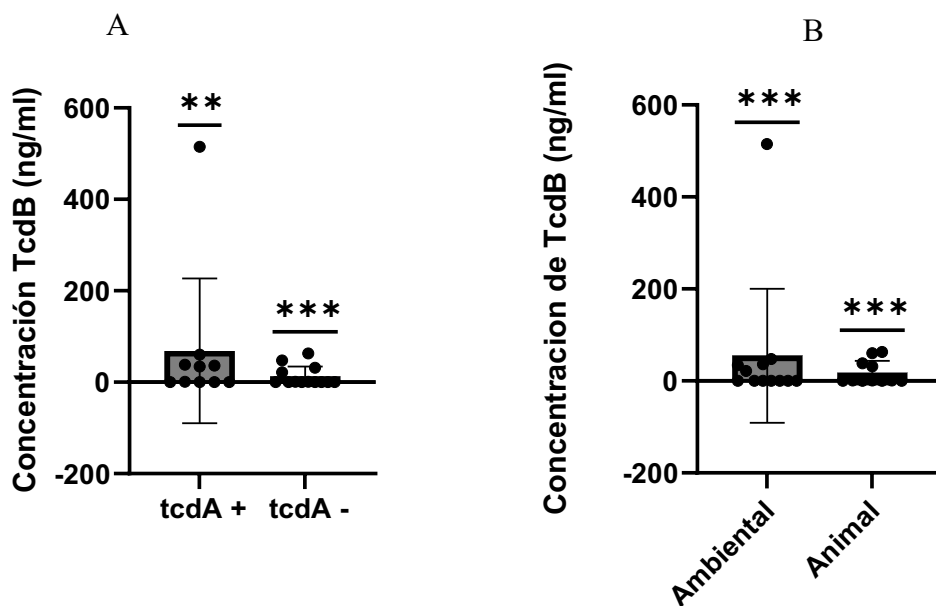 A
Concentración TcdB (ng/ml)
600
400
200
0
-200
**
***
tcdA +
tcdA -
B
Concentracion de TcdB (ng/ml)
600
400
200
0
-200
***
***
Ambiental
Animal